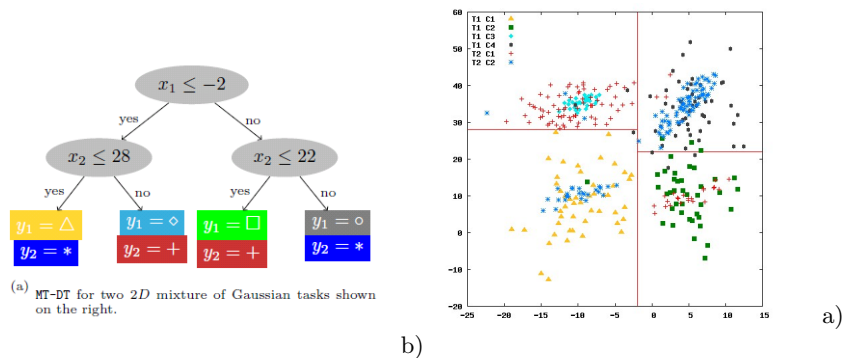 x₁ ≤ −2
yes
no
x₂ ≤ 28
x₂ ≤ 22
yes
no
yes
no
y₁ = △
y₁ = ⋄
y₁ = □
y₁ = ○
y₂ = *
y₂ = +
y₂ = +
y₂ = *
(a) MT-DT for two 2D mixture of Gaussian tasks shown
on the right.
b)
60
50
40
30
20
10
0
-10
-20
-25
-20
-15
-10
-5
0
5
10
15
T1 C1
T1 C2
T1 C3
T1 C4
T2 C1
T2 C2
a)